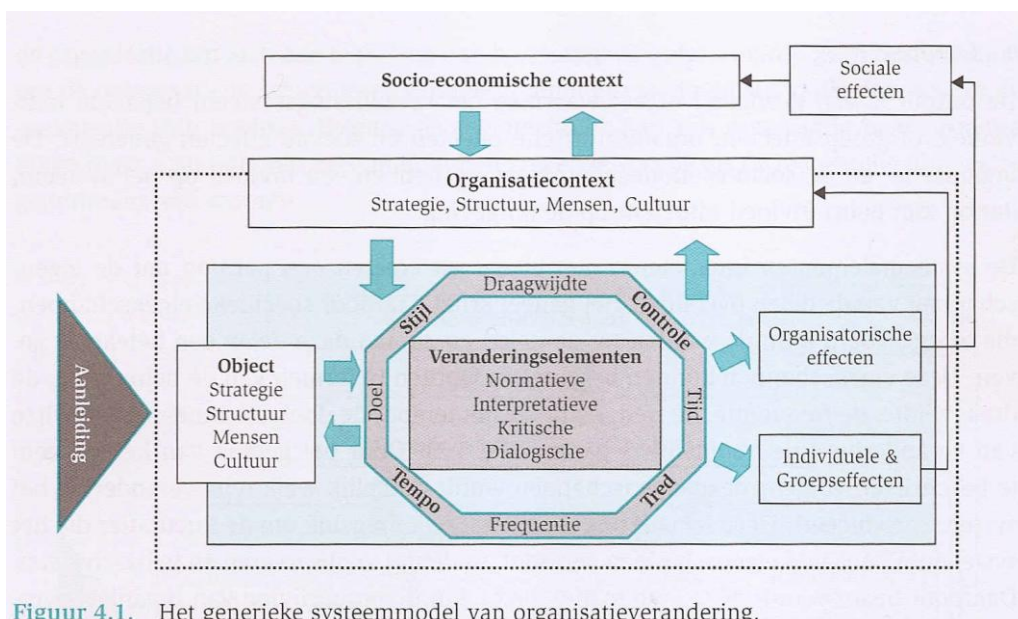 Socio-economische context
Sociale
effecten
Organisatiecontext
Strategie, Structuur, Mensen, Cultuur
Aanleiding
Object
Strategie
Structuur
Mensen
Cultuur
Stijl
Draagwijdte
Controle
Doel
Tijd
Veranderingselementen
Normatieve
Interpretatieve
Kritische
Dialogische
Tempo
Frequentie
Tred
Organisatorische
effecten
Individuele &
Groepseffecten
Figuur 4.1. Het generieke systeemmodel van organisatieverandering.